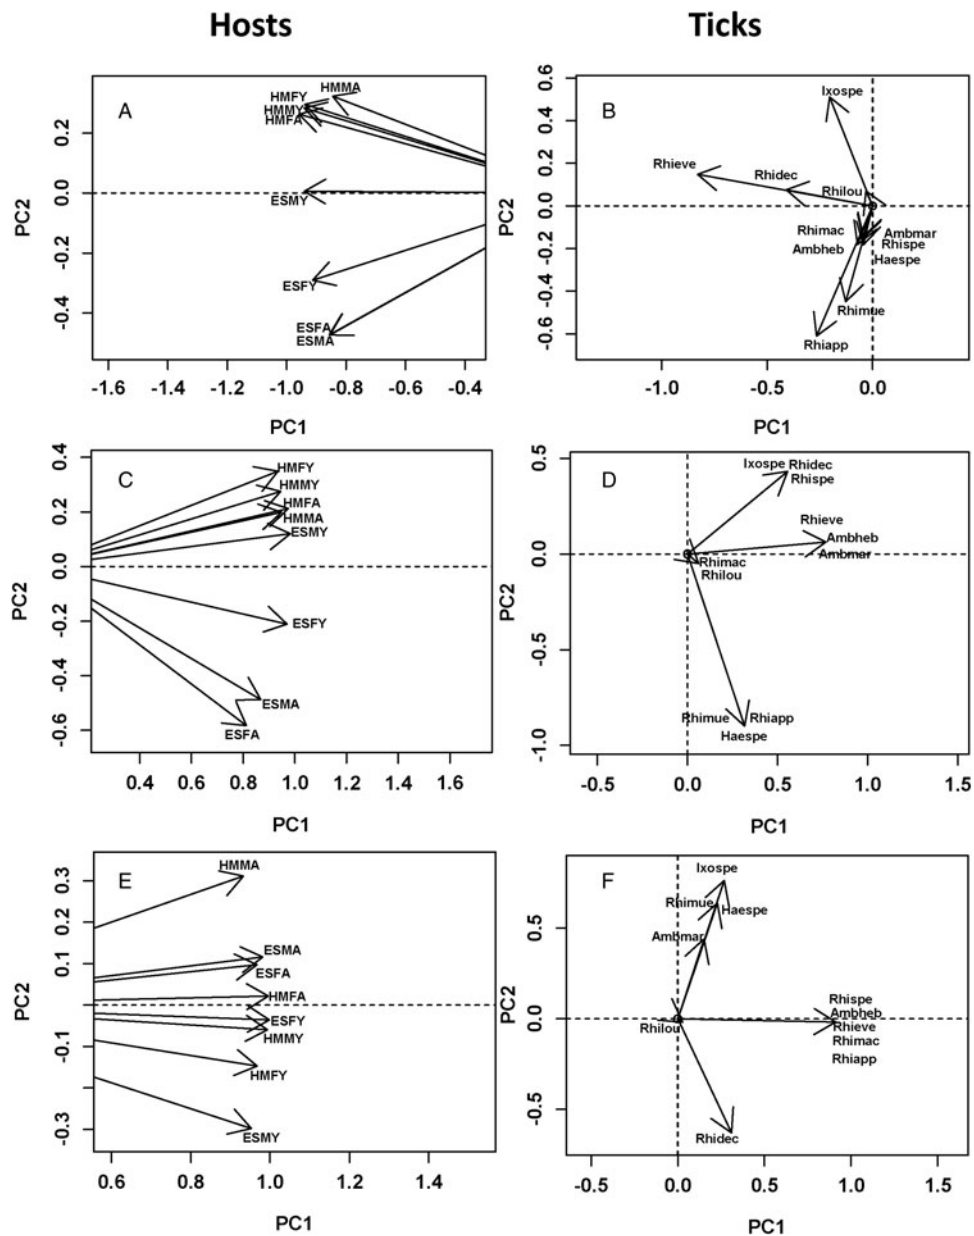 Hosts
Ticks
A
HMMA
HMFY
HMMY
HMFA
ESMY
ESFY
ESFA
ESMA
0.2
0.0
-0.2
-0.4
PC2
-1.6
-1.4
-1.2
-1.0
-0.8
-0.6
-0.4
PC1
B
Ixospe
Rhieve
Rhidec
Rhilou
Rhimac
Ambmar
Ambheb
Rhispe
Haespe
Rhimue
Rhiapp
0.6
0.4
0.2
0.0
-0.2
-0.4
-0.6
PC2
-1.0
-0.5
0.0
PC1
C
HMFY
HMMY
HMFA
HMMA
ESMY
ESFY
ESMA
ESFA
0.4
0.2
0.0
-0.2
-0.4
-0.6
PC2
0.4
0.6
0.8
1.0
1.2
1.4
1.6
PC1
D
Ixospe
Rhidec
Rhispe
Rhieve
Ambheb
Ambmar
Rhimac
Rhilou
Rhimue
Rhiapp
Haespe
0.5
0.0
-0.5
-1.0
PC2
-0.5
0.0
0.5
1.0
1.5
PC1
E
HMMA
ESMA
ESFA
HMFA
ESFY
HMMY
HMFY
ESMY
0.3
0.2
0.1
-0.1
-0.3
PC2
0.6
0.8
1.0
1.2
1.4
PC1
F
Ixospe
Rhimue
Haespe
Ambmar
Rhispe
Ambheb
Rhilou
Rhieve
Rhimac
Rhiapp
Rhidec
0.5
0.0
-0.5
PC2
-0.5
0.0
0.5
1.0
1.5
PC1